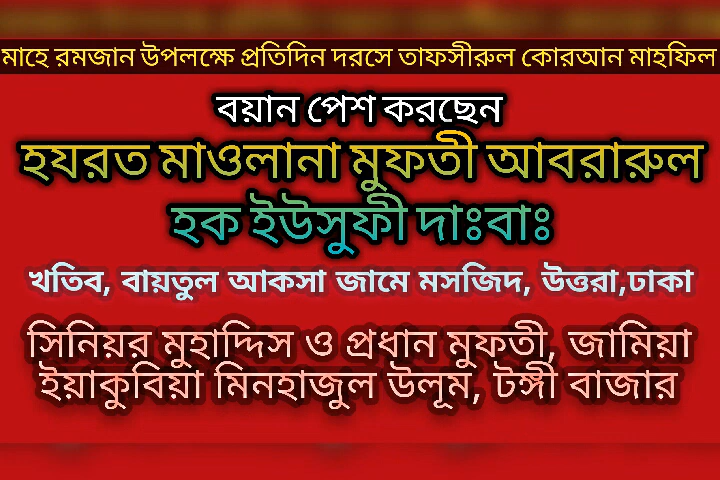 মাহে রমজান উপলক্ষে প্রতিদিন দরসে তাফসীরুল কোরআন মাহফিল
বয়ান পেশ করছেন
হযরত মাওলানা মুফতী আবরারুল
হক ইউসুফী দাঃবাঃ
খতিব, বায়তুল আকসা জামে মসজিদ, উত্তরা,ঢাকা
সিনিয়র মুহাদ্দিস ও প্রধান মুফতী, জামিয়া
ইয়াকুবিয়া মিনহাজুল উলূম, টঙ্গী বাজার